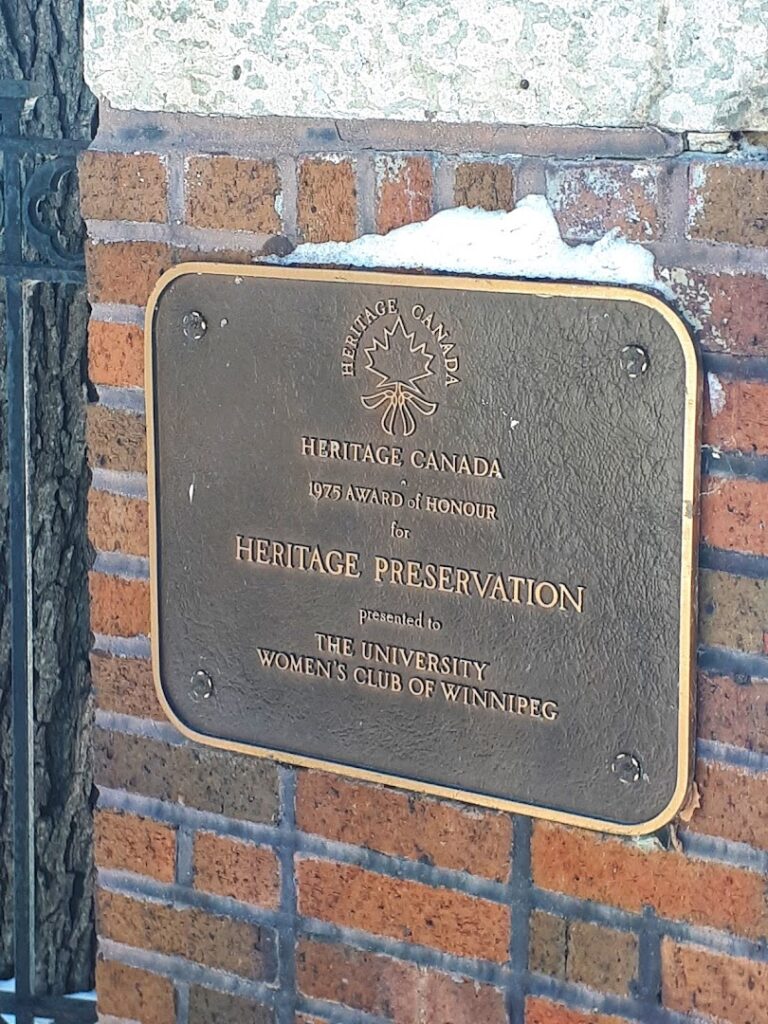 HERITAGE CANADA
HERITAGE CANADA
1975 AWARD of HONOUR
for
HERITAGE PRESERVATION
presented to
THE UNIVERSITY
WOMEN'S CLUB OF WINNIPEG